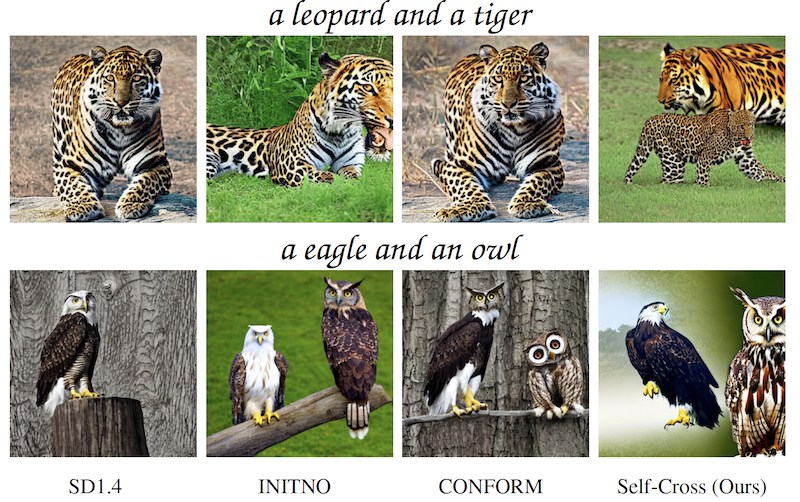 a leopard and a tiger
a eagle and an owl
SD1.4 INITNO CONFORM Self-Cross (Ours)